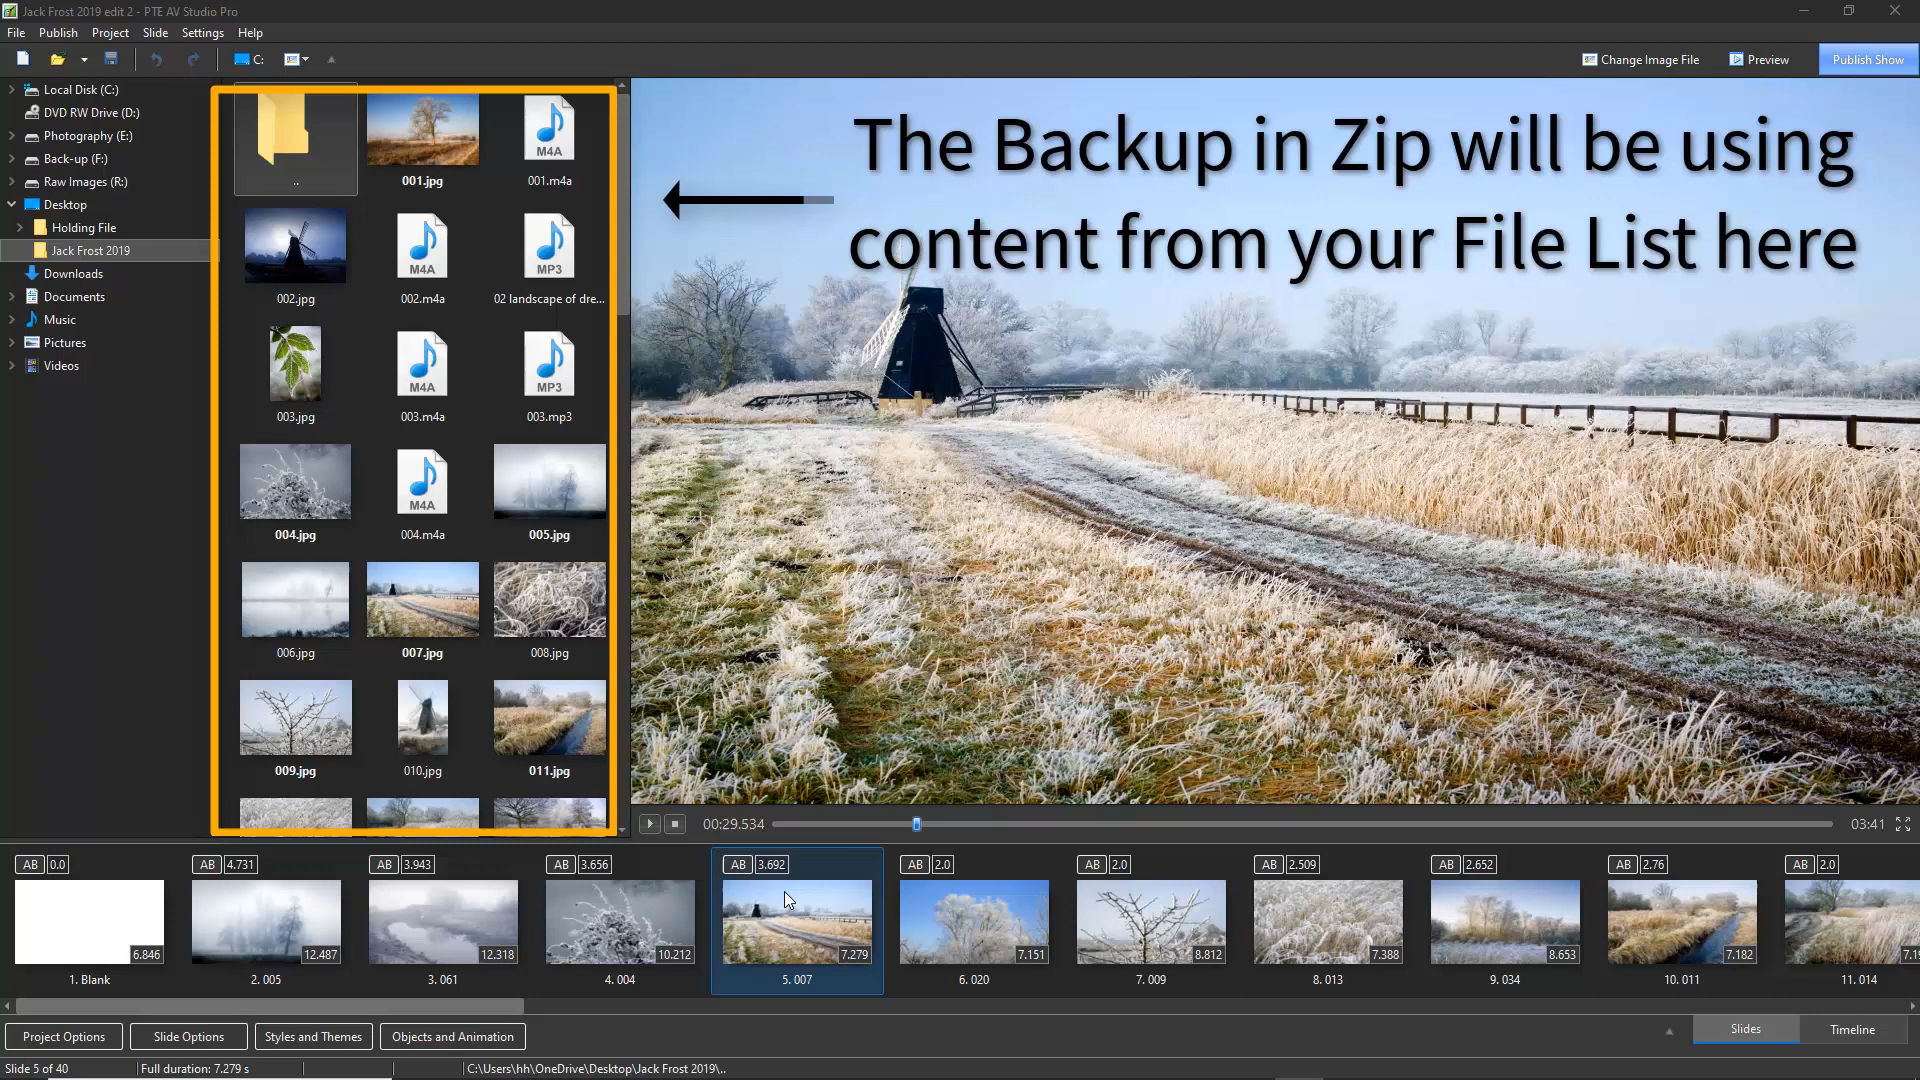 Jack Frost 2019 edit 2 - PTE AV Studio Pro
File Publish Project Slide Settings Help
C:
Change Image File Preview Publish Show
Local Disk (C:)
DVD RW Drive (D:)
Photography (E:)
Back-up (F:)
Raw Images (R:)
Desktop
Holding File
Jack Frost 2019
Downloads
Documents
Music
Pictures
Videos
M4A
.. 001.jpg 001.m4a
M4A MP3
002.jpg 002.m4a 02 landscape of dre...
M4A MP3
003.jpg 003.m4a 003.mp3
M4A
004.jpg 004.m4a 005.jpg
006.jpg 007.jpg 008.jpg
009.jpg 010.jpg 011.jpg
The Backup in Zip will be using
content from your File List here
00:29.534 03:41
AB 0.0 AB 4.731 AB 3.943 AB 3.656 AB 3.692 AB 2.0 AB 2.0 AB 2.509 AB 2.652 AB 2.76 AB 2.0
6.846 12.487 12.318 10.212 7.279 7.151 8.812 7.388 8.653 7.182
1. Blank 2. 005 3. 061 4. 004 5. 007 6. 020 7. 009 8. 013 9. 034 10. 011 11. 014
Project Options Slide Options Styles and Themes Objects and Animation Slides Timeline
Slide 5 of 40 Full duration: 7.279 s C:\Users\hh\OneDrive\Desktop\Jack Frost 2019\..